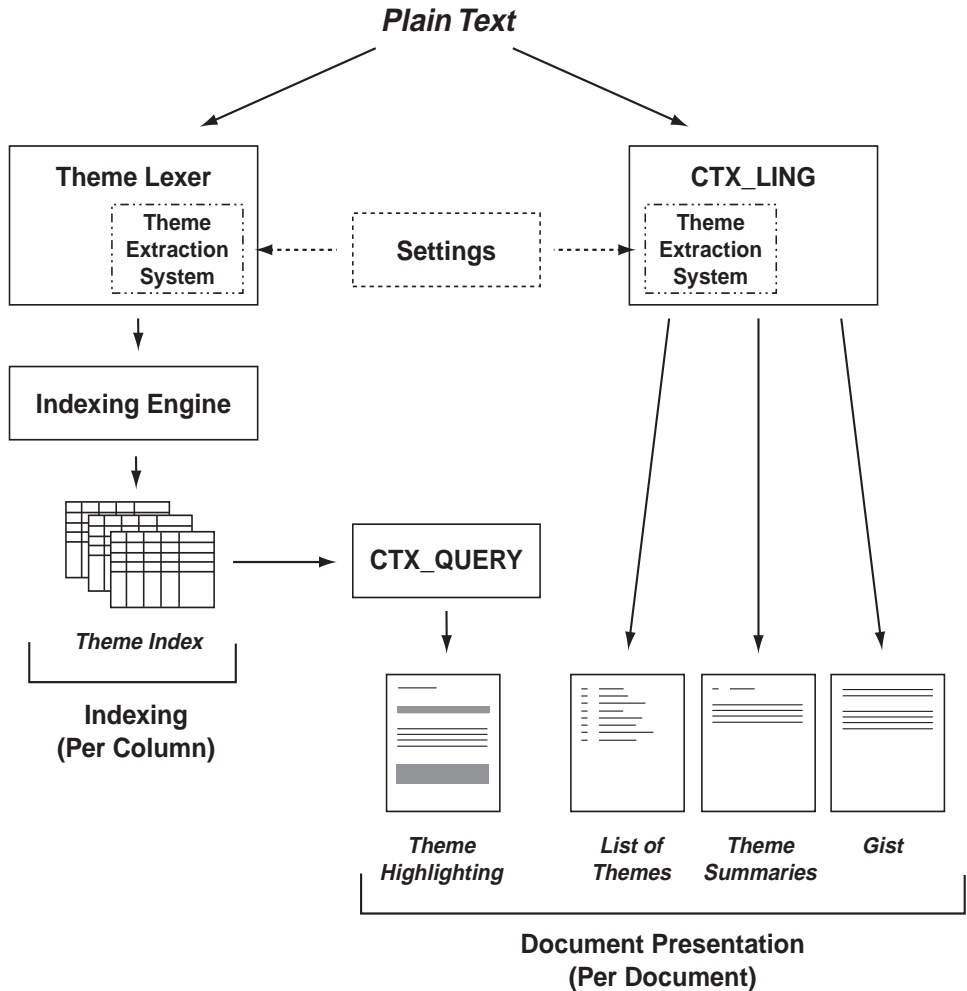 Plain Text
Theme Lexer
Theme
Extraction
System
Settings
CTX_LING
Theme
Extraction
System
Indexing Engine
CTX_QUERY
Theme Index
Indexing
(Per Column)
Theme
Highlighting
List of
Themes
Theme
Summaries
Gist
Document Presentation
(Per Document)